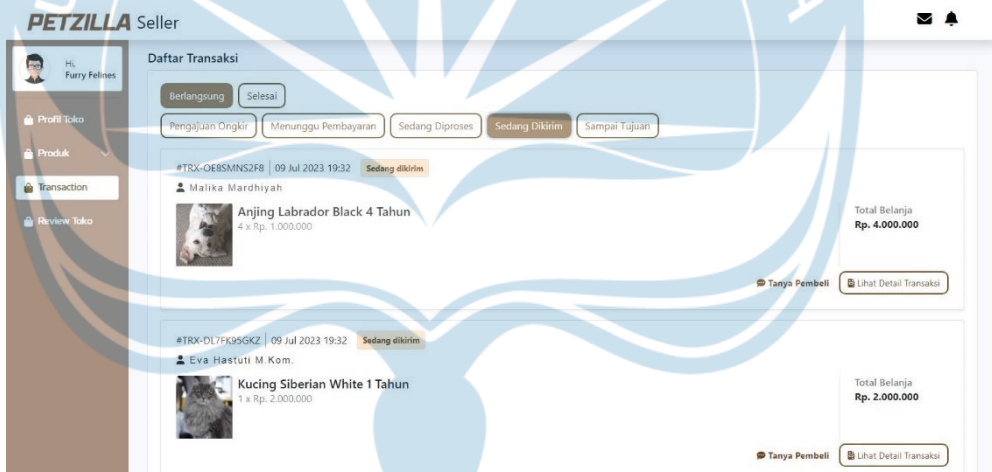 PETZILLA Seller
Hi,
Furry Felines
Profil Toko
Produk
Transaction
Review Toko
Daftar Transaksi
Berlangsung Selesai
Pengajuan Ongkir Menunggu Pembayaran Sedang Diproses Sedang Dikirim Sampai Tujuan
#TRX-OE8SMNS2F8 | 09 Jul 2023 19:32 Sedang dikirim
Malika Mardhiyah
Anjing Labrador Black 4 Tahun
4 x Rp. 1.000.000
Total Belanja
Rp. 4.000.000
Tanya Pembeli Lihat Detail Transaksi
#TRX-DL7FK95GKZ | 09 Jul 2023 19:32 Sedang dikirim
Eva Hastuti M.Kom.
Kucing Siberian White 1 Tahun
1 x Rp. 2.000.000
Total Belanja
Rp. 2.000.000
Tanya Pembeli Lihat Detail Transaksi